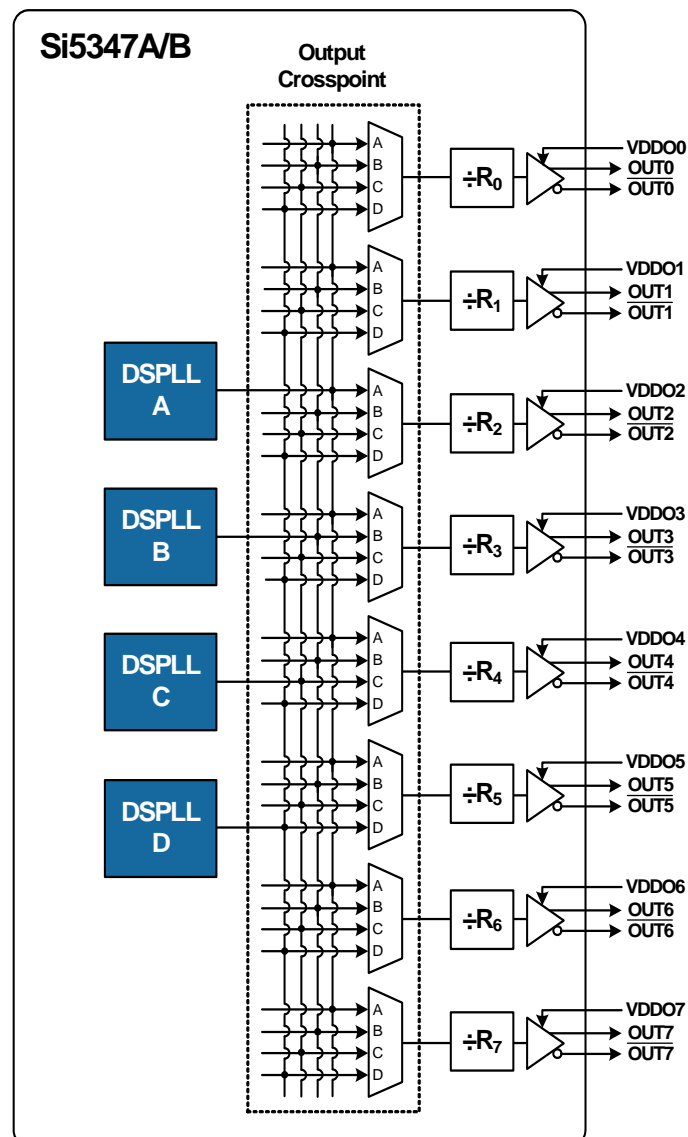 Si5347A/B
Output
Crosspoint
A
B
C
D
÷R0
VDDO0
OUT0
OUT0
A
B
C
D
÷R1
VDDO1
OUT1
OUT1
DSPLL
A
A
B
C
D
÷R2
VDDO2
OUT2
OUT2
DSPLL
B
A
B
C
D
÷R3
VDDO3
OUT3
OUT3
DSPLL
C
A
B
C
D
÷R4
VDDO4
OUT4
OUT4
DSPLL
D
A
B
C
D
÷R5
VDDO5
OUT5
OUT5
A
B
C
D
÷R6
VDDO6
OUT6
OUT6
A
B
C
D
÷R7
VDDO7
OUT7
OUT7